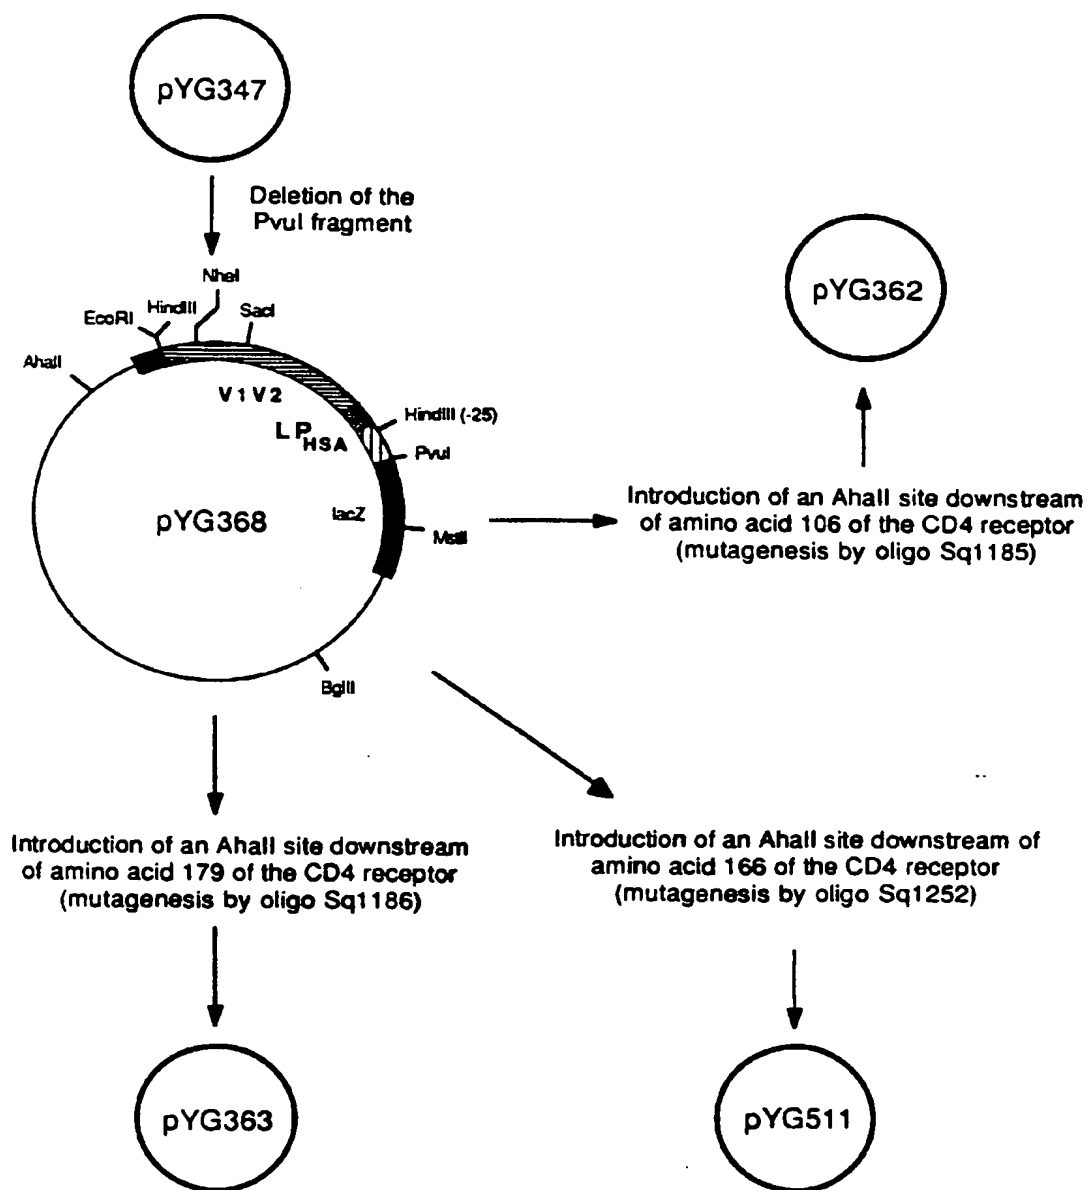 pYG347
Deletion of the
PvuI fragment
NheI
HindIII
SacI
EcoRI
AhaII
V1V2
HindIII (-25)
LP HSA
PvuI
pYG368
lacZ
MstII
BglII
pYG362
Introduction of an AhaII site downstream
of amino acid 106 of the CD4 receptor
(mutagenesis by oligo Sq1185)
Introduction of an AhaII site downstream
of amino acid 179 of the CD4 receptor
(mutagenesis by oligo Sq1186)
Introduction of an AhaII site downstream of
amino acid 166 of the CD4 receptor
(mutagenesis by oligo Sq1252)
pYG363
pYG511